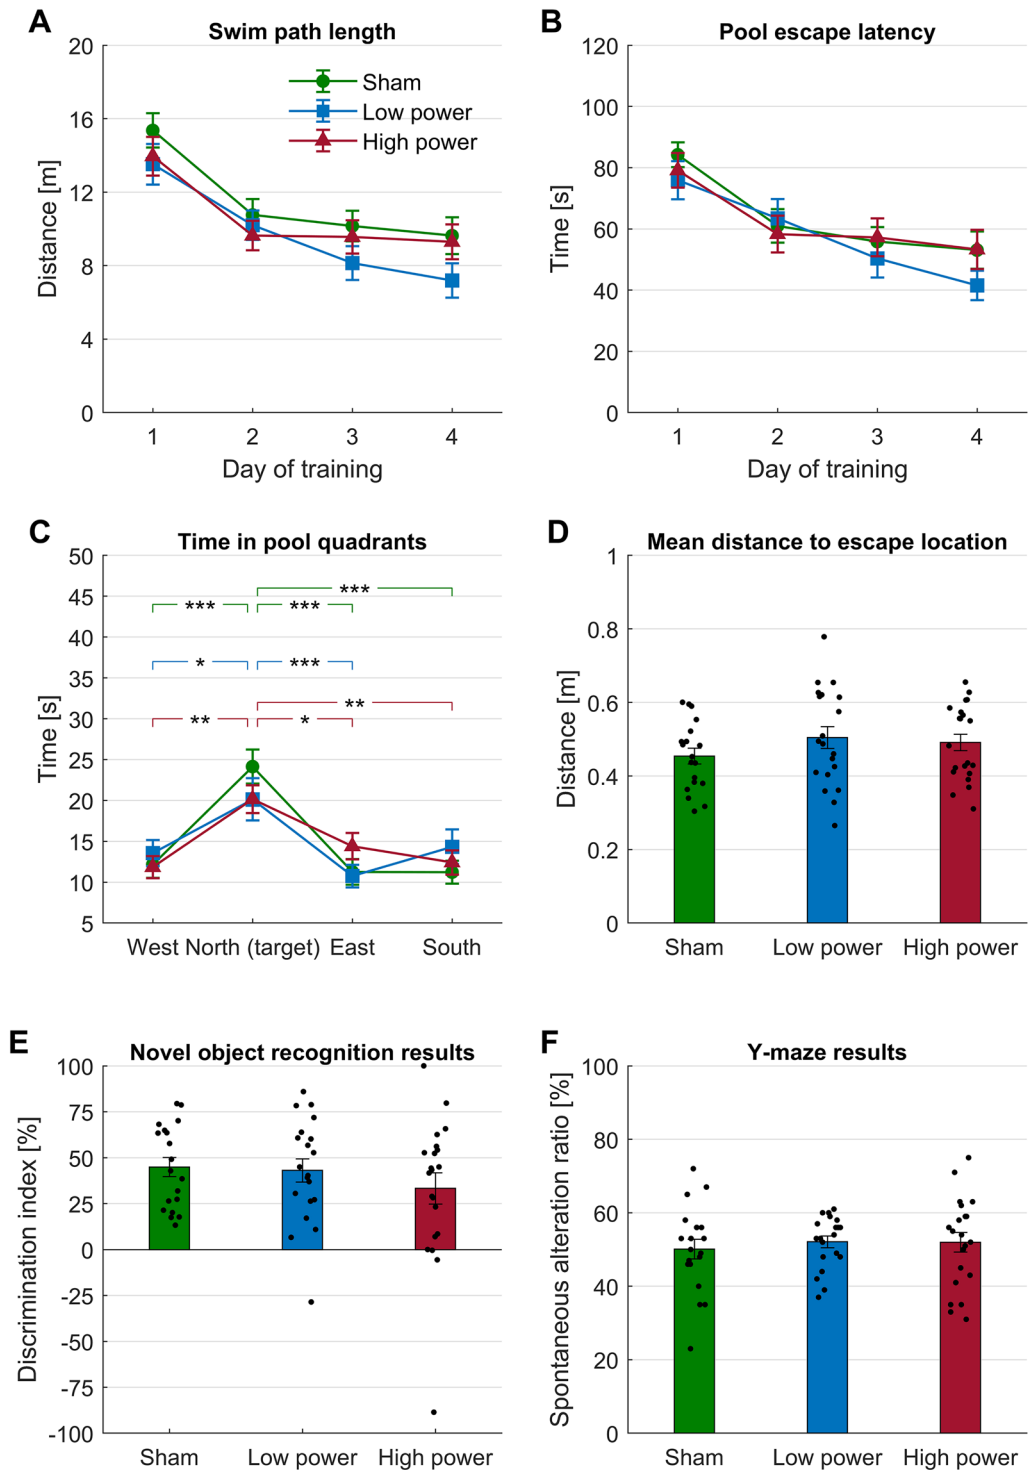 A
Swim path length
20
16
12
8
4
0
Distance [m]
Sham
Low power
High power
1 2 3 4
Day of training
B
Pool escape latency
120
100
80
60
40
20
0
Time [s]
1 2 3 4
Day of training
C
Time in pool quadrants
50
45
40
35
30
25
20
15
10
5
Time [s]
*** *** ***
* ***
** * **
West North (target) East South
D
Mean distance to escape location
1
0.8
0.6
0.4
0.2
0
Distance [m]
Sham Low power High power
E
Novel object recognition results
100
75
50
25
0
-25
-50
-75
-100
Discrimination index [%]
Sham Low power High power
F
Y-maze results
100
80
60
40
20
0
Spontaneous alteration ratio [%]
Sham Low power High power